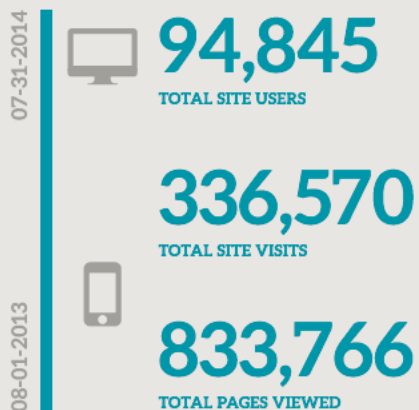 07-31-2014
94,845
TOTAL SITE USERS
336,570
TOTAL SITE VISITS
08-01-2013
833,766
TOTAL PAGES VIEWED